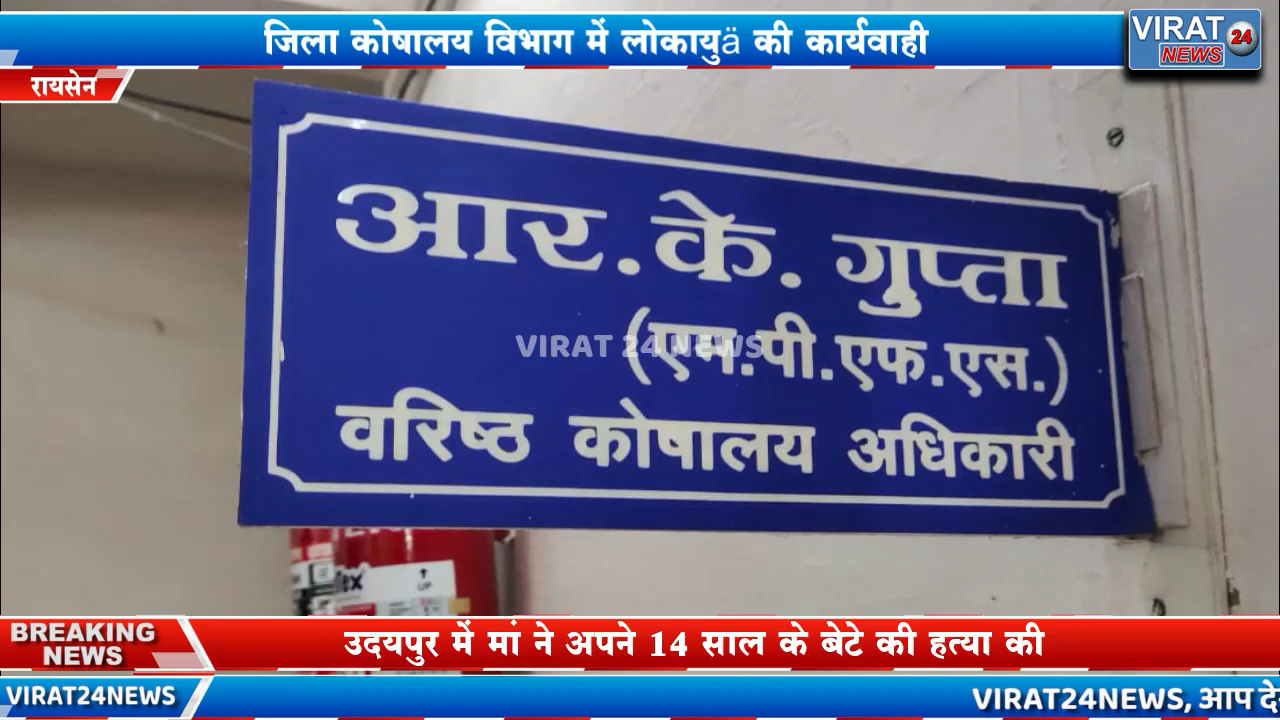 जिला कोषालय विभाग में लोकायुä की कार्यवाही
VIRAT
24
NEWS
रायसेन
आर.के. गुप्ता
(एम.पी.एफ.एस.)
VIRAT 24 NEWS
वरिष्ठ कोषालय अधिकारी
UP
BREAKING
NEWS
उदयपुर में मां ने अपने 14 साल के बेटे की हत्या की
VIRAT24NEWS
VIRAT24NEWS, आप